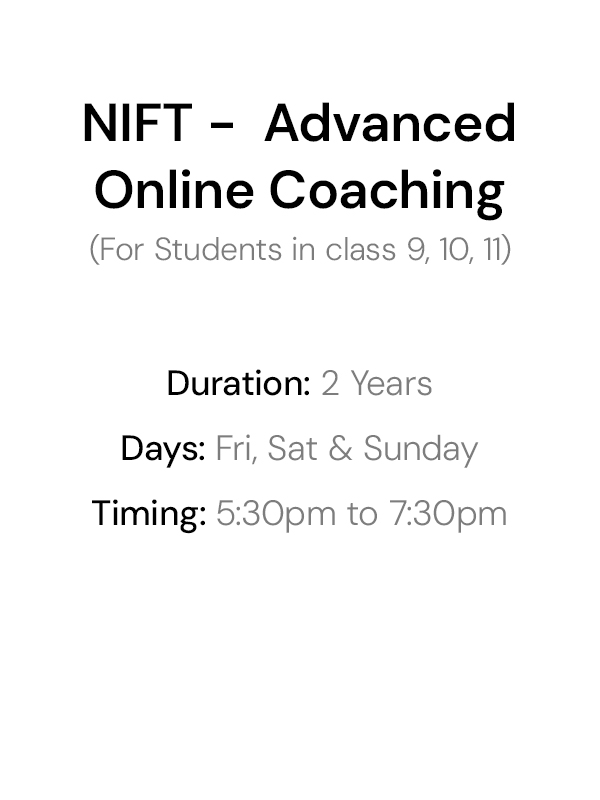 NIFT - Advanced
Online Coaching
(For Students in class 9, 10, 11)
Duration: 2 Years
Days: Fri, Sat & Sunday
Timing: 5:30pm to 7:30pm